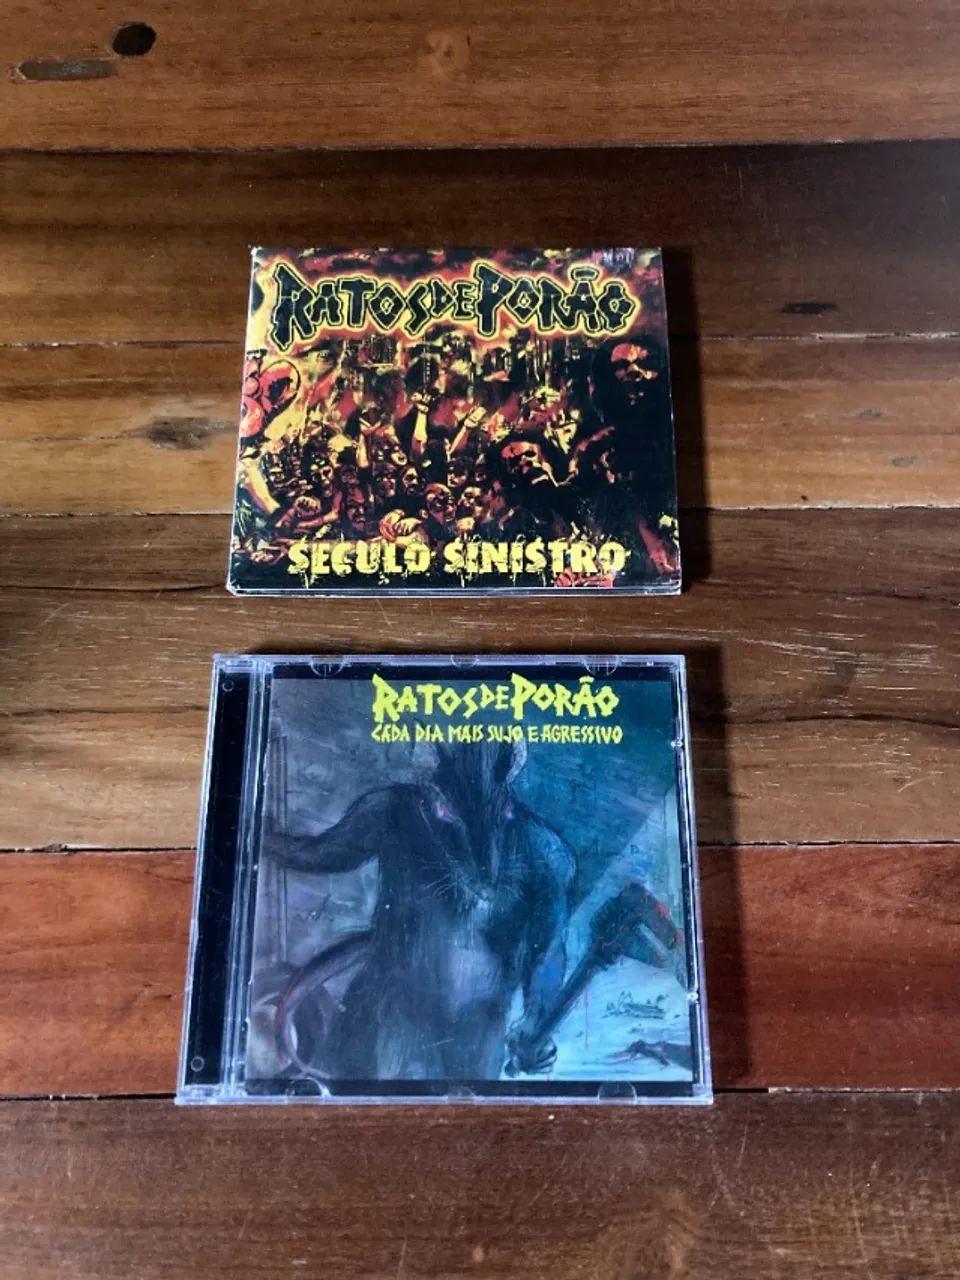 RATOS DE PORÃO
SECULO SINISTRO
RATOS DE PORÃO
CADA DIA MAIS SUJO E AGRESSIVO